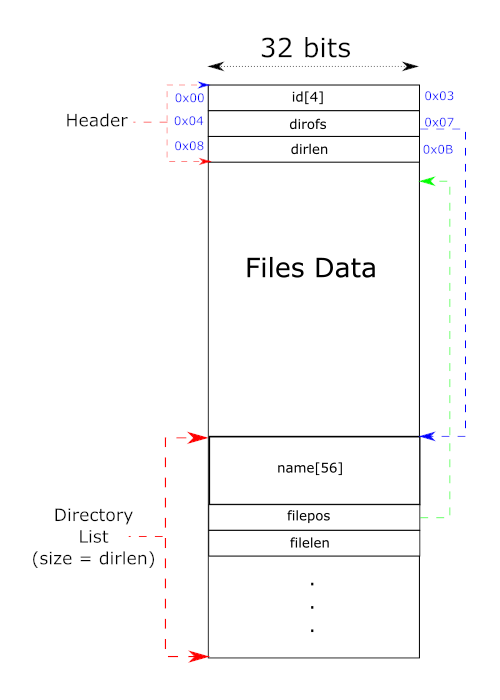 32 bits
0x00
id[4]
0x03
Header
0x04
dirofs
0x07
0x08
dirlen
0x0B
Files Data
name[56]
Directory
List
(size = dirlen)
filepos
filelen
.
.
.